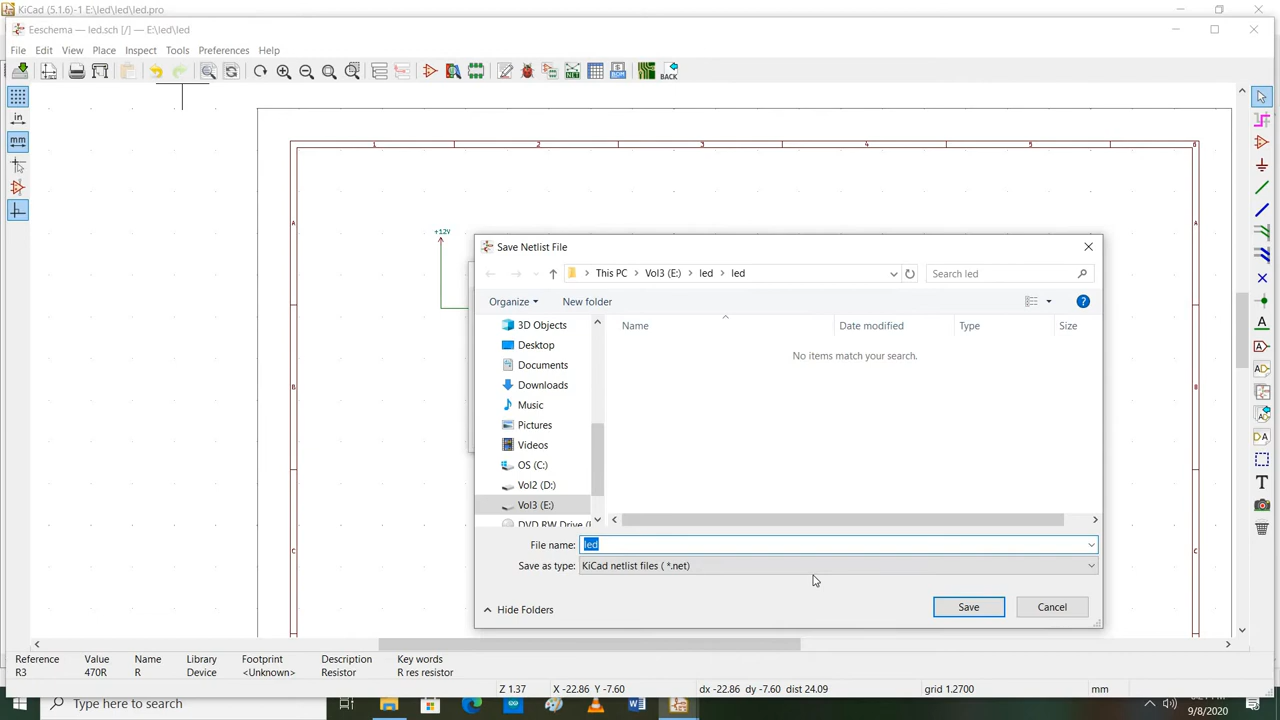 KiCad (5.1.6)-1 E:\led\led\led.pro
Eeschema — led.sch [/] — E:\led\led
File Edit View Place Inspect Tools Preferences Help
BOM
BACK
in
mm
1 2 3 4 5 6
A A
+12V
B B
C C
Save Netlist File
This PC > Vol3 (E:) > led > led
Search led
Organize New folder
Name Date modified Type Size
No items match your search.
3D Objects
Desktop
Documents
Downloads
Music
Pictures
Videos
OS (C:)
Vol2 (D:)
Vol3 (E:)
DVD RW Drive (
File name: led
Save as type: KiCad netlist files ( *.net)
Hide Folders
Save Cancel
Reference Value Name Library Footprint Description Key words
R3 470R R Device <Unknown> Resistor R res resistor
Z 1.37 X -22.86 Y -7.60 dx -22.86 dy -7.60 dist 24.09 grid 1.2700 mm
Type here to search
9/8/2020